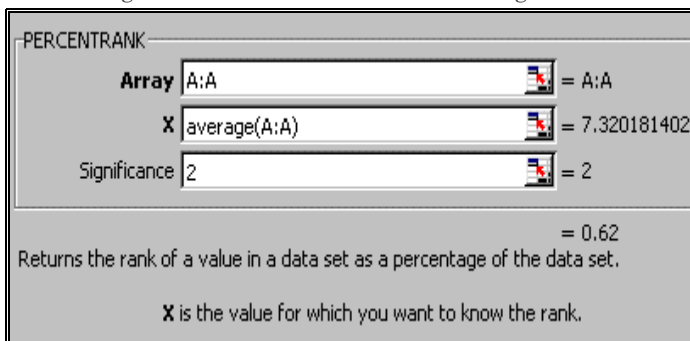 PERCENTRANK
Array A:A = A:A
X average(A:A) = 7.320181402
Significance 2 = 2
= 0.62
Returns the rank of a value in a data set as a percentage of the data set.
X is the value for which you want to know the rank.